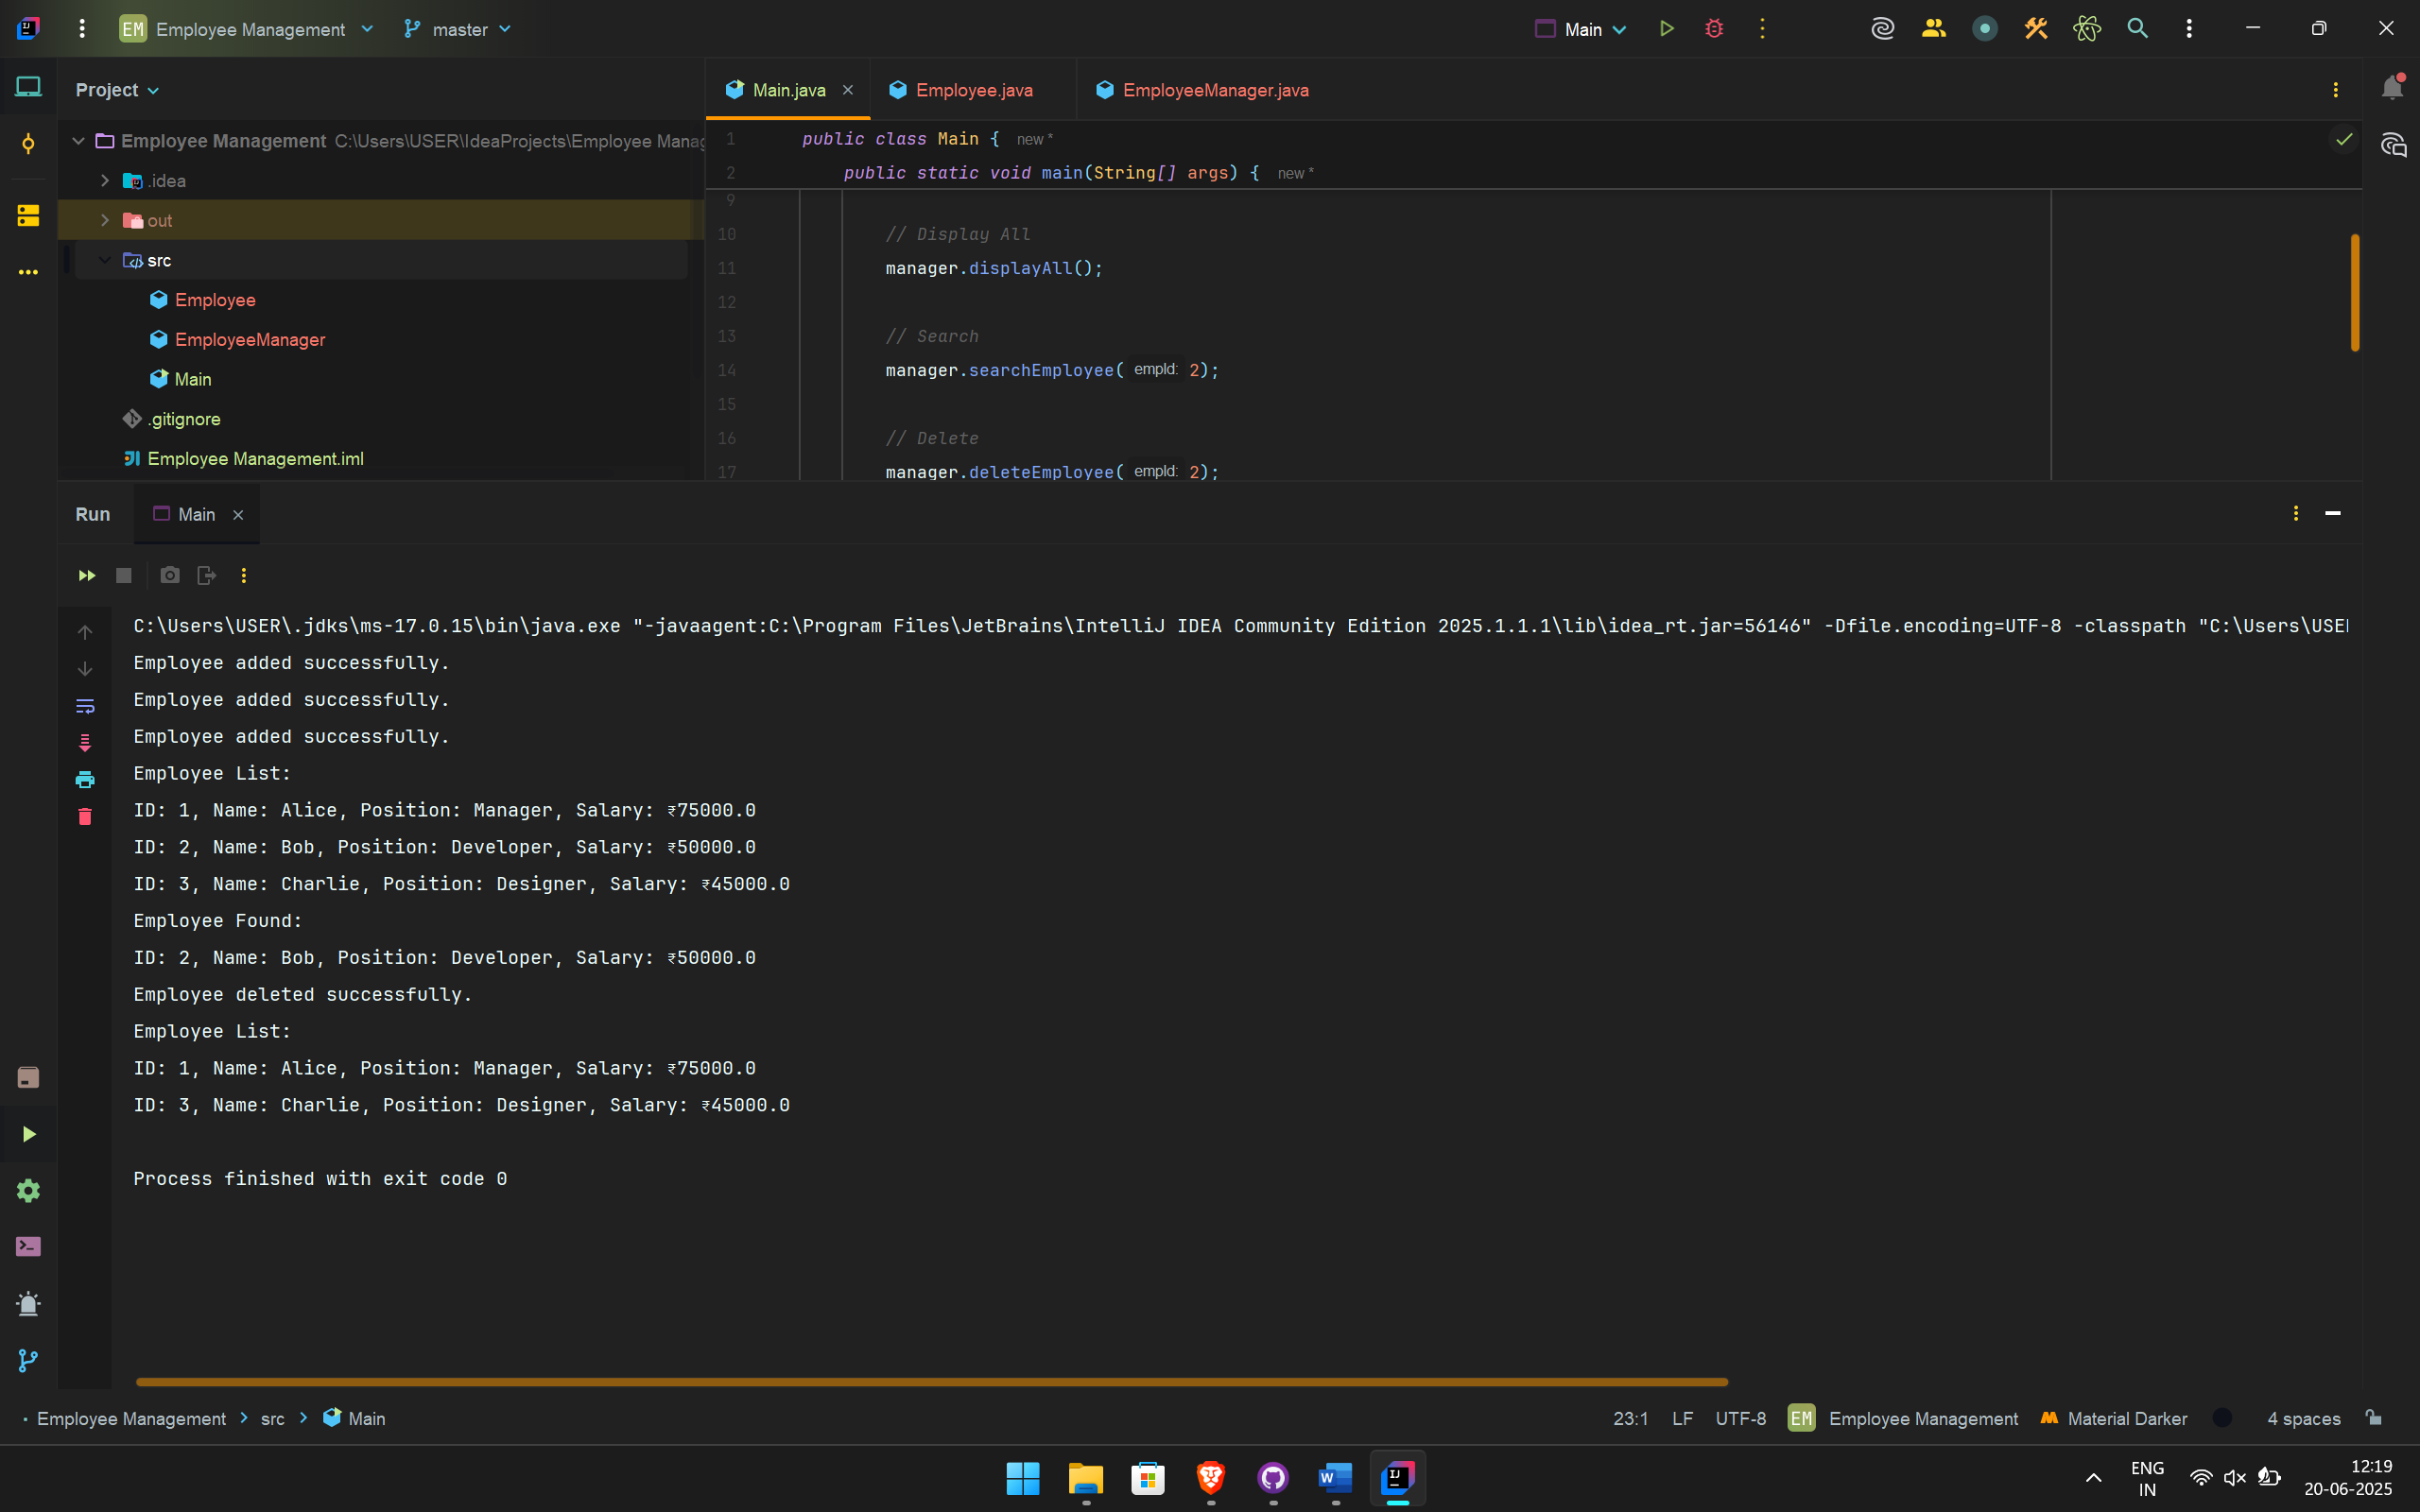 EM Employee Management master Main
Project
Main.java
Employee.java
EmployeeManager.java
Employee Management C:\Users\USER\IdeaProjects\Employee Manag
.idea
out
src
Employee
EmployeeManager
Main
.gitignore
Employee Management.iml
1 public class Main { new *
2 public static void main(String[] args) { new *
9
10 // Display All
11 manager.displayAll();
12
13 // Search
14 manager.searchEmployee( empId: 2);
15
16 // Delete
17 manager.deleteEmployee( empId: 2);
Run Main
C:\Users\USER\.jdks\ms-17.0.15\bin\java.exe "-javaagent:C:\Program Files\JetBrains\IntelliJ IDEA Community Edition 2025.1.1.1\lib\idea_rt.jar=56146" -Dfile.encoding=UTF-8 -classpath "C:\Users\USER
Employee added successfully.
Employee added successfully.
Employee added successfully.
Employee List:
ID: 1, Name: Alice, Position: Manager, Salary: ₹75000.0
ID: 2, Name: Bob, Position: Developer, Salary: ₹50000.0
ID: 3, Name: Charlie, Position: Designer, Salary: ₹45000.0
Employee Found:
ID: 2, Name: Bob, Position: Developer, Salary: ₹50000.0
Employee deleted successfully.
Employee List:
ID: 1, Name: Alice, Position: Manager, Salary: ₹75000.0
ID: 3, Name: Charlie, Position: Designer, Salary: ₹45000.0
Process finished with exit code 0
Employee Management > src > Main
23:1 LF UTF-8 EM Employee Management Material Darker 4 spaces
ENG
IN
12:19
20-06-2025